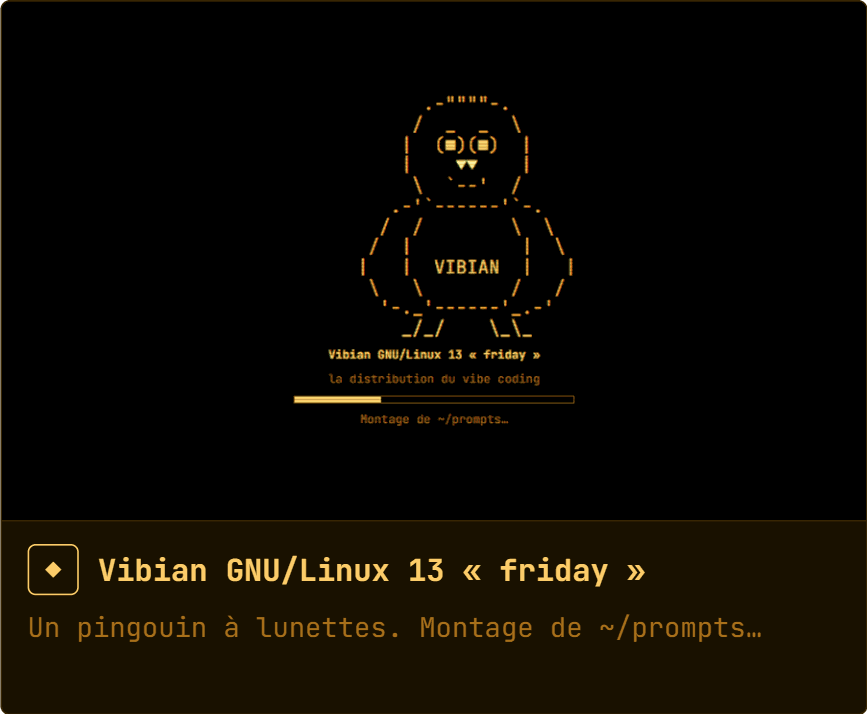 VIBIAN
Vibian GNU/Linux 13 « friday »
la distribution du vibe coding
Montage de ~/prompts…
Vibian GNU/Linux 13 « friday »
Un pingouin à lunettes. Montage de ~/prompts…